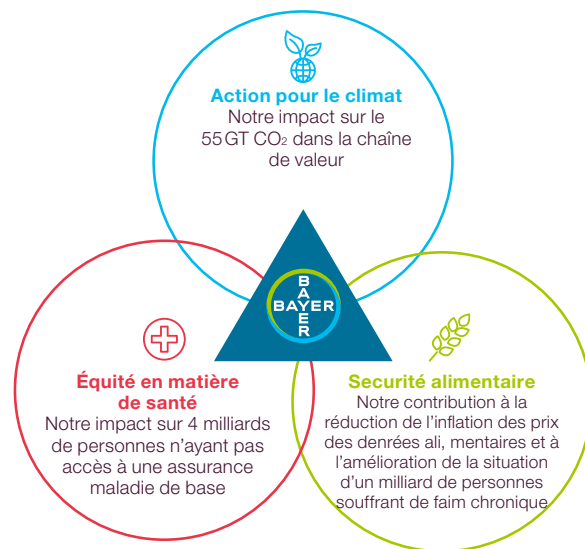 Action pour le climat
Notre impact sur le
55 GT CO₂ dans la chaîne
de valeur
BAYER
BAYER
Équité en matière
de santé
Notre impact sur 4 milliards
de personnes n’ayant pas
accès à une assurance
maladie de base
Securité alimentaire
Notre contribution à la
réduction de l’inflation des prix
des denrées ali, mentaires et à
l’amélioration de la situation
d’un milliard de personnes
souffrant de faim chronique